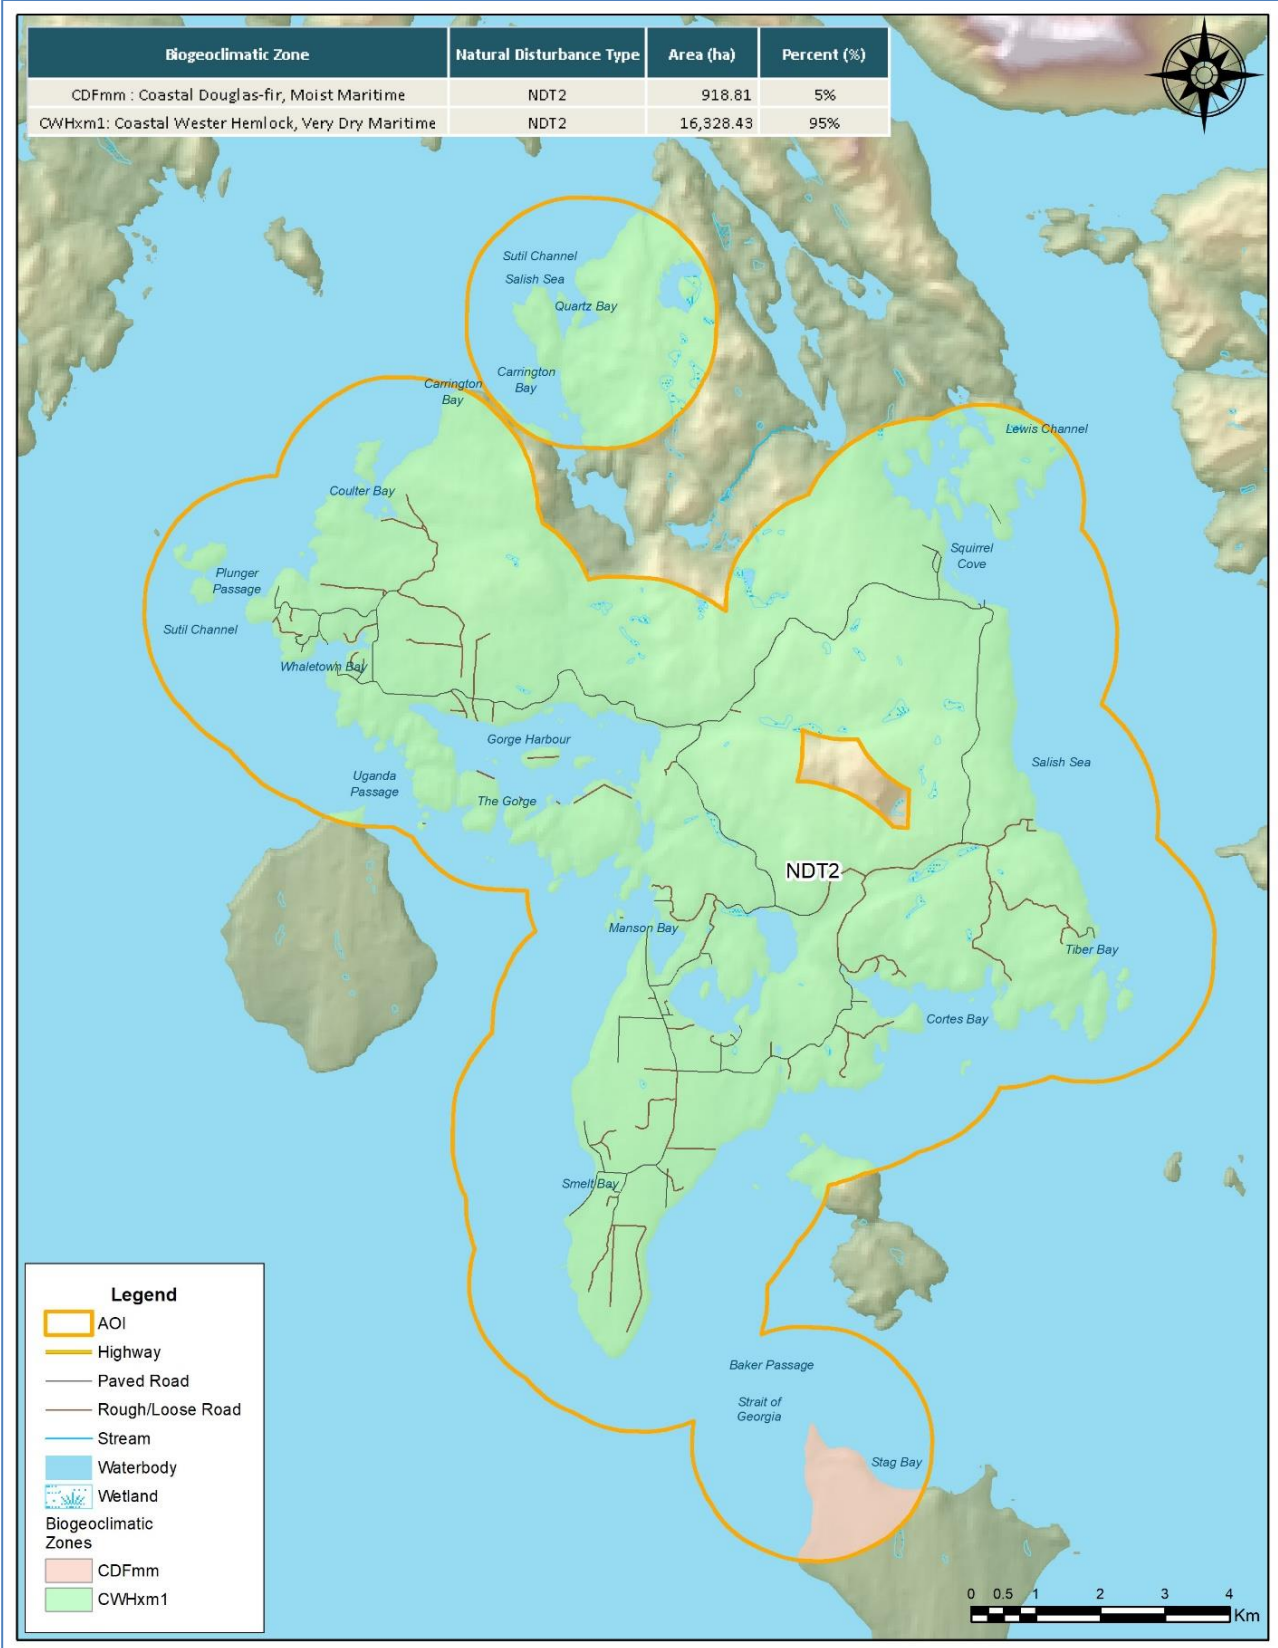 Biogeoclimatic Zone Natural Disturbance Type Area (ha) Percent (%)
CDFmm : Coastal Douglas-fir, Moist Maritime NDT2 918.81 5%
CWHxm1: Coastal Wester Hemlock, Very Dry Maritime NDT2 16,328.43 95%
Sutil Channel
Salish Sea
Quartz Bay
Carrington
Bay
Carrington
Bay
Lewis Channel
Coulter Bay
Squirrel
Cove
Plunger
Passage
Sutil Channel
Whaletown Bay
Gorge Harbour
Salish Sea
Uganda
Passage
The Gorge
NDT2
Manson Bay
Tiber Bay
Cortes Bay
Smelt Bay
Baker Passage
Strait of
Georgia
Stag Bay
Legend
AOI
Highway
Paved Road
Rough/Loose Road
Stream
Waterbody
Wetland
Biogeoclimatic
Zones
CDFmm
CWHxm1
0 0.5 1 2 3 4
Km